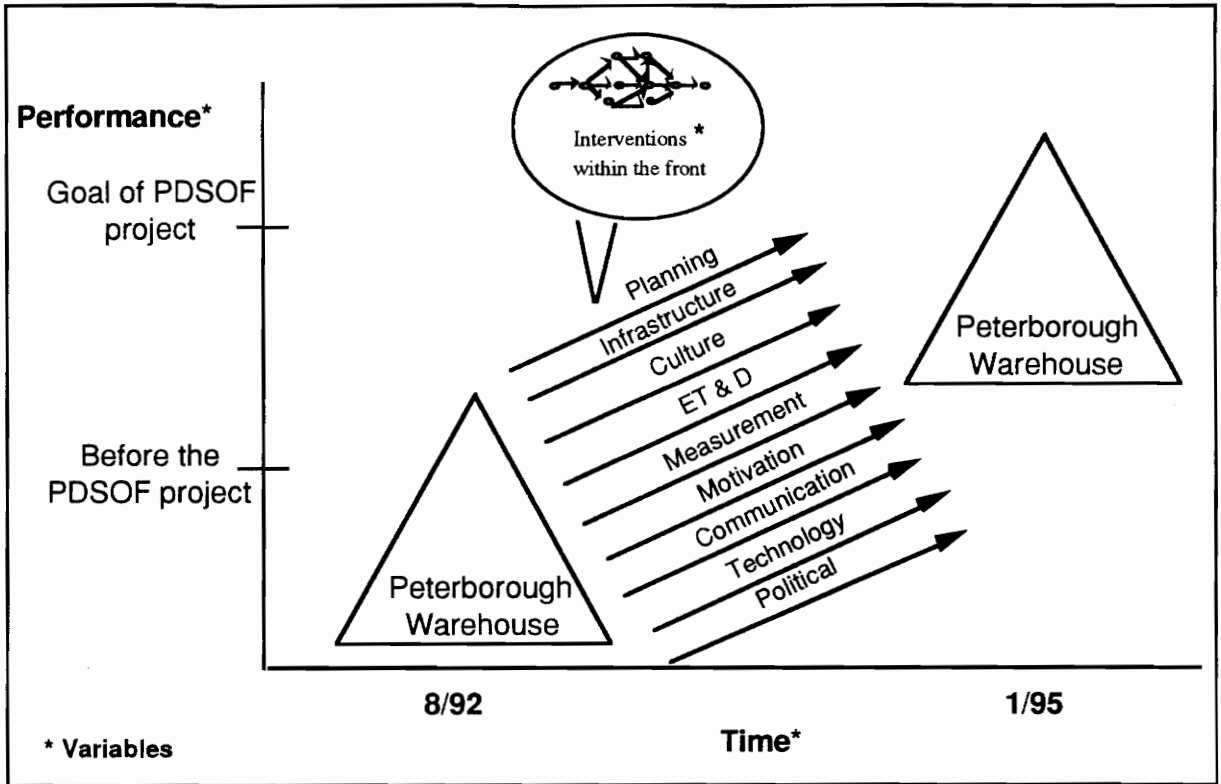 Performance*
Goal of PDSOF
project
Before the
PDSOF project
Interventions *
within the front
Planning
Infrastructure
Culture
ET & D
Measurement
Motivation
Communication
Technology
Political
Peterborough
Warehouse
Peterborough
Warehouse
8/92
1/95
Time*
* Variables